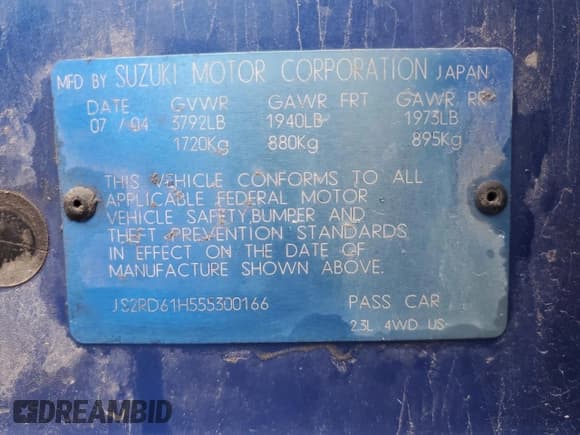 MFD BY SUZUKI MOTOR CORPORATION JAPAN
DATE GVWR GAWR FRT GAWR RR
07 / 04 3792LB 1940LB 1973LB
1720Kg 880Kg 895Kg
THIS VEHICLE CONFORMS TO ALL
APPLICABLE FEDERAL MOTOR
VEHICLE SAFETY,BUMPER AND
THEFT PREVENTION STANDARDS
IN EFFECT ON THE DATE OF
MANUFACTURE SHOWN ABOVE.
JS2RD61H555300166 PASS CAR
2.3L 4WD US
DREAMBID